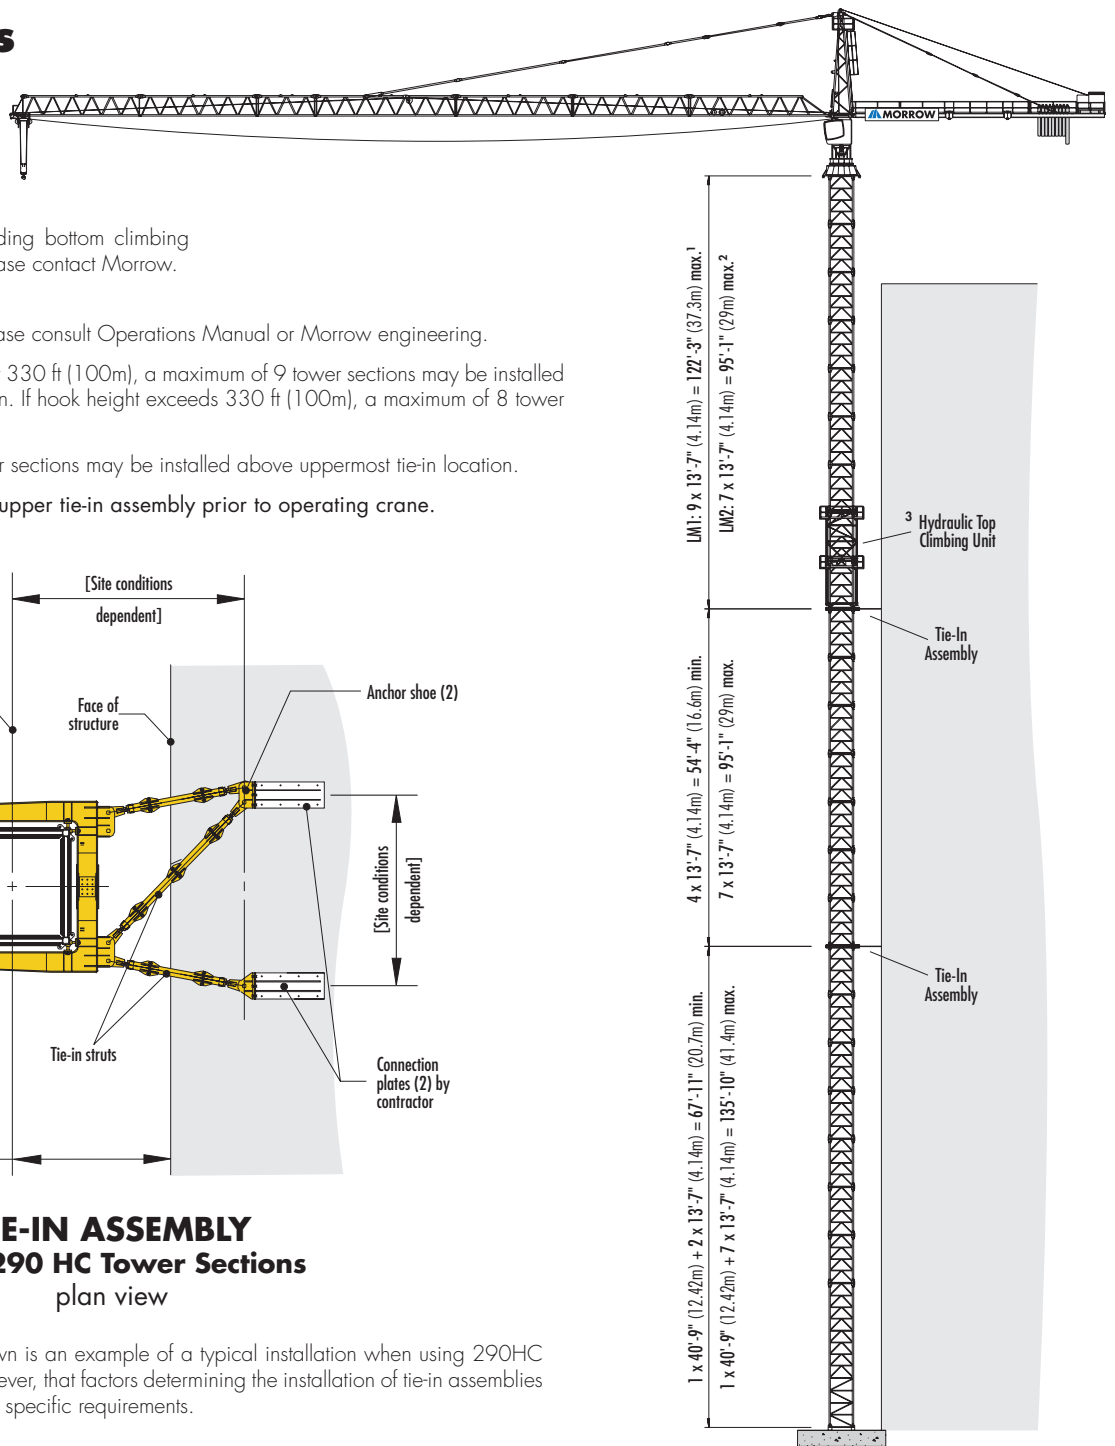 s
MORROW
ding bottom climbing
ase contact Morrow.
ase consult Operations Manual or Morrow engineering.
330 ft (100m), a maximum of 9 tower sections may be installed
n. If hook height exceeds 330 ft (100m), a maximum of 8 tower
r sections may be installed above uppermost tie-in location.
upper tie-in assembly prior to operating crane.
LM1: 9 x 13'-7" (4.14m) = 122'-3" (37.3m) max.¹
LM2: 7 x 13'-7" (4.14m) = 95'-1" (29m) max.²
3 Hydraulic Top
Climbing Unit
Tie-In
Assembly
4 x 13'-7" (4.14m) = 54'-4" (16.6m) min.
7 x 13'-7" (4.14m) = 95'-1" (29m) max.
Tie-In
Assembly
1 x 40'-9" (12.42m) + 2 x 13'-7" (4.14m) = 67'-11" (20.7m) min.
1 x 40'-9" (12.42m) + 7 x 13'-7" (4.14m) = 135'-10" (41.4m) max.
[Site conditions
dependent]
Face of
structure
Anchor shoe (2)
[Site conditions
dependent]
Tie-in struts
Connection
plates (2) by
contractor
E-IN ASSEMBLY
290 HC Tower Sections
plan view
wn is an example of a typical installation when using 290HC
ever, that factors determining the installation of tie-in assemblies
specific requirements.